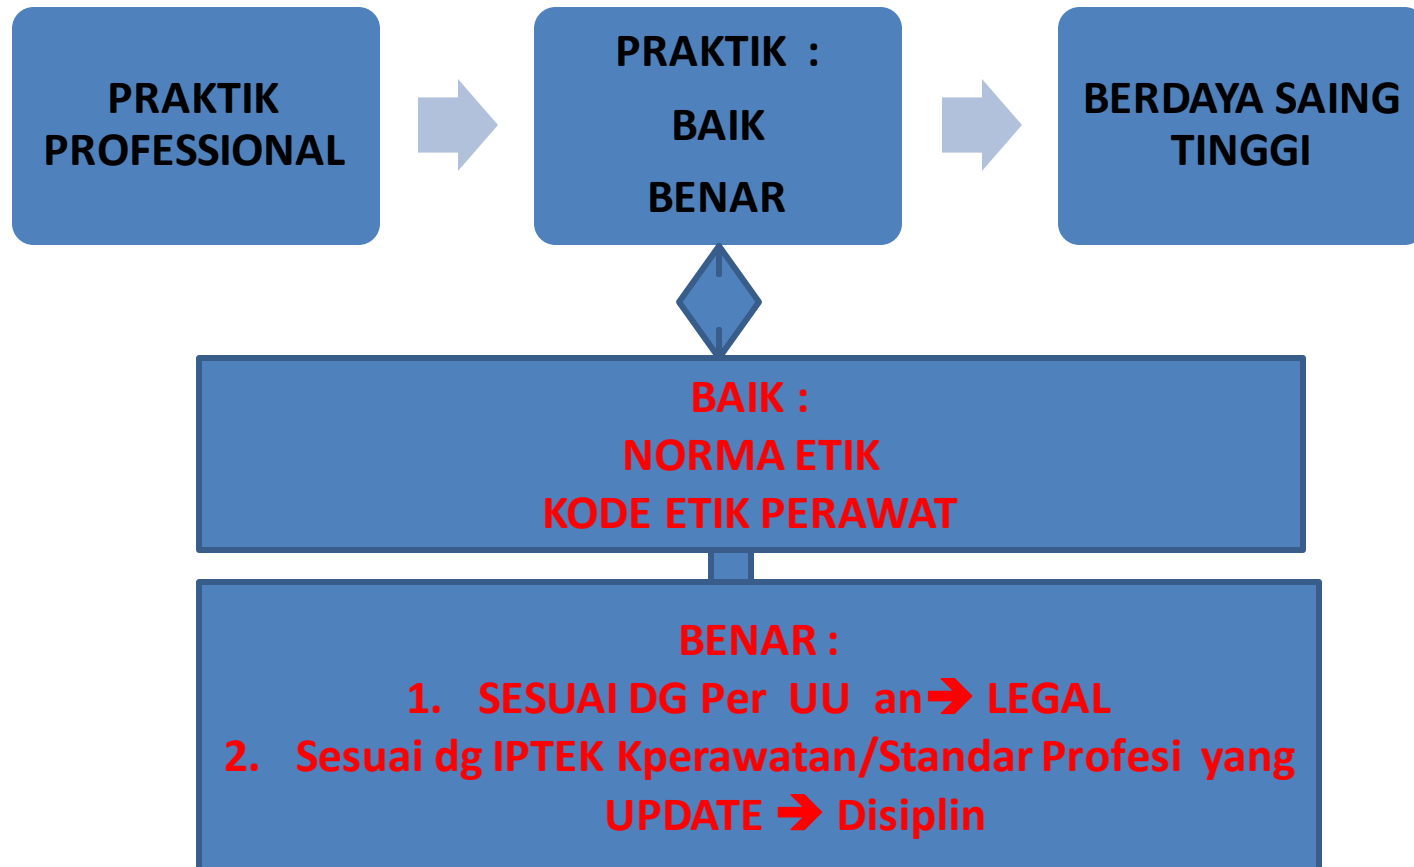 PRAKTIK
PROFESSIONAL
PRAKTIK :
BAIK
BENAR
BERDAYA SAING
TINGGI
BAIK :
NORMA ETIK
KODE ETIK PERAWAT
BENAR :
1. SESUAI DG Per UU an➔ LEGAL
2. Sesuai dg IPTEK Kperawatan/Standar Profesi yang
UPDATE ➔ Disiplin